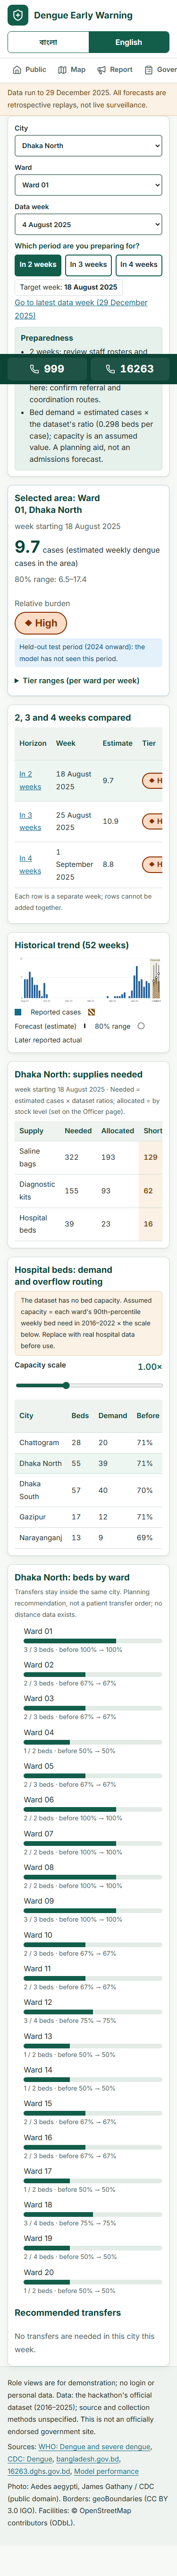 Dengue Early Warning
বাংলা
English
Public
Map
Report
Gover
Data run to 29 December 2025. All forecasts are
retrospective replays, not live surveillance.
City
Dhaka North
Ward
Ward 01
Data week
4 August 2025
Which period are you preparing for?
In 2 weeks
In 3 weeks
In 4 weeks
Target week: 18 August 2025
Go to latest data week (29 December
2025)
Preparedness
2 weeks: review staff rosters and
999
16263
here: confirm referral and
coordination routes.
Bed demand = estimated cases ×
the dataset's ratio (0.298 beds per
case); capacity is an assumed
value. A planning aid, not an
admissions forecast.
Selected area: Ward
01, Dhaka North
week starting 18 August 2025
9.7 cases (estimated weekly dengue
cases in the area)
80% range: 6.5–17.4
Relative burden
◆ High
Held-out test period (2024 onward): the
model has not seen this period.
Tier ranges (per ward per week)
2, 3 and 4 weeks compared
Horizon Week Estimate Tier
In 2
weeks
18 August
2025
9.7
◆ H
In 3
weeks
25 August
2025
10.9
◆ H
In 4
weeks
1
September
2025
8.8
◆ H
Each row is a separate week; rows cannot be
added together.
Historical trend (52 weeks)
Reported cases
Forecast (estimate)
80% range
Later reported actual
Dhaka North: supplies needed
week starting 18 August 2025 · Needed =
estimated cases × dataset ratios; allocated = by
stock level (set on the Officer page).
Supply Needed Allocated Short
Saline
bags
322 193 129
Diagnostic
kits
155 93 62
Hospital
beds
39 23 16
Hospital beds: demand
and overflow routing
The dataset has no bed capacity. Assumed
capacity = each ward's 90th-percentile
weekly bed need in 2016–2022 × the scale
below. Replace with real hospital data
before use.
Capacity scale
1.00×
City Beds Demand Before
Chattogram 28 20 71%
Dhaka North 55 39 71%
Dhaka
South
57 40 70%
Gazipur 17 12 71%
Narayanganj 13 9 69%
Dhaka North: beds by ward
Transfers stay inside the same city. Planning
recommendation, not a patient transfer order; no
distance data exists.
Ward 01
3 / 3 beds · before 100% → 100%
Ward 02
2 / 3 beds · before 67% → 67%
Ward 03
2 / 3 beds · before 67% → 67%
Ward 04
1 / 2 beds · before 50% → 50%
Ward 05
2 / 3 beds · before 67% → 67%
Ward 06
2 / 2 beds · before 100% → 100%
Ward 07
2 / 2 beds · before 100% → 100%
Ward 08
2 / 2 beds · before 100% → 100%
Ward 09
3 / 3 beds · before 100% → 100%
Ward 10
2 / 3 beds · before 67% → 67%
Ward 11
2 / 3 beds · before 67% → 67%
Ward 12
3 / 4 beds · before 75% → 75%
Ward 13
1 / 2 beds · before 50% → 50%
Ward 14
1 / 2 beds · before 50% → 50%
Ward 15
2 / 3 beds · before 67% → 67%
Ward 16
2 / 3 beds · before 67% → 67%
Ward 17
1 / 2 beds · before 50% → 50%
Ward 18
3 / 4 beds · before 75% → 75%
Ward 19
2 / 4 beds · before 50% → 50%
Ward 20
1 / 2 beds · before 50% → 50%
Recommended transfers
No transfers are needed in this city this
week.
Role views are for demonstration; no login or
personal data. Data: the hackathon's official
dataset (2016–2025); source and collection
methods unspecified. This is not an officially
endorsed government site.
Sources: WHO: Dengue and severe dengue,
CDC: Dengue, bangladesh.gov.bd,
16263.dghs.gov.bd, Model performance
Photo: Aedes aegypti, James Gathany / CDC
(public domain). Borders: geoBoundaries (CC BY
3.0 IGO). Facilities: © OpenStreetMap
contributors (ODbL).